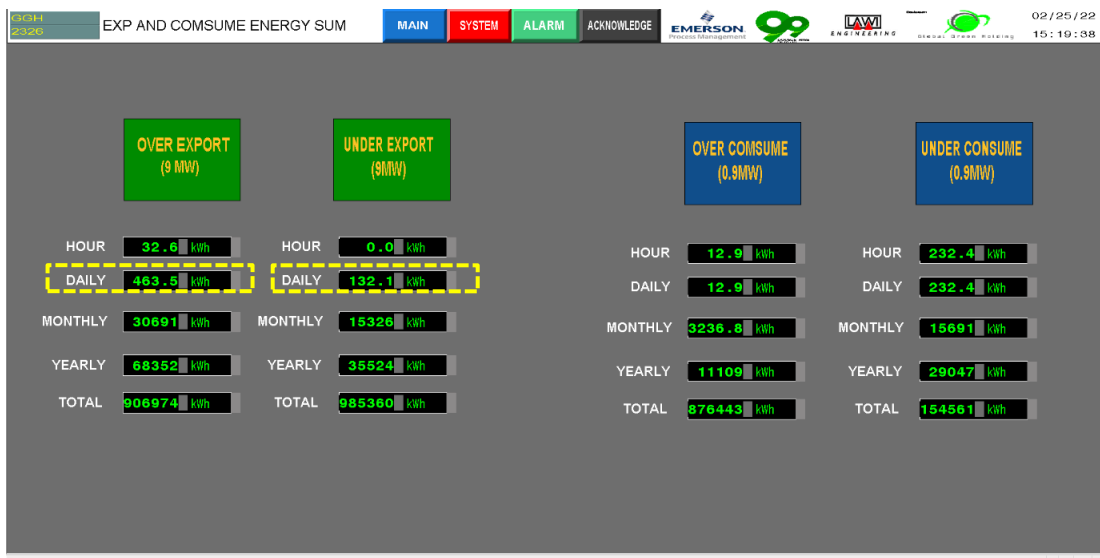 GGH
2326
EXP AND COMSUME ENERGY SUM
MAIN
SYSTEM
ALARM
ACKNOWLEDGE
EMERSON
Process Management
LAWI
ENGINEERING
Global Green Holding
02/25/22
15:19:38
OVER EXPORT
(9 MW)
HOUR 32.6 kWh
DAILY 463.5 kWh
MONTHLY 30691 kWh
YEARLY 68352 kWh
TOTAL 906974 kWh
UNDER EXPORT
(9MW)
HOUR 0.0 kWh
DAILY 132.1 kWh
MONTHLY 15326 kWh
YEARLY 35524 kWh
TOTAL 985360 kWh
OVER COMSUME
(0.9MW)
HOUR 12.9 kWh
DAILY 12.9 kWh
MONTHLY 3236.8 kWh
YEARLY 11109 kWh
TOTAL 876443 kWh
UNDER CONSUME
(0.9MW)
HOUR 232.4 kWh
DAILY 232.4 kWh
MONTHLY 15691 kWh
YEARLY 29047 kWh
TOTAL 154561 kWh